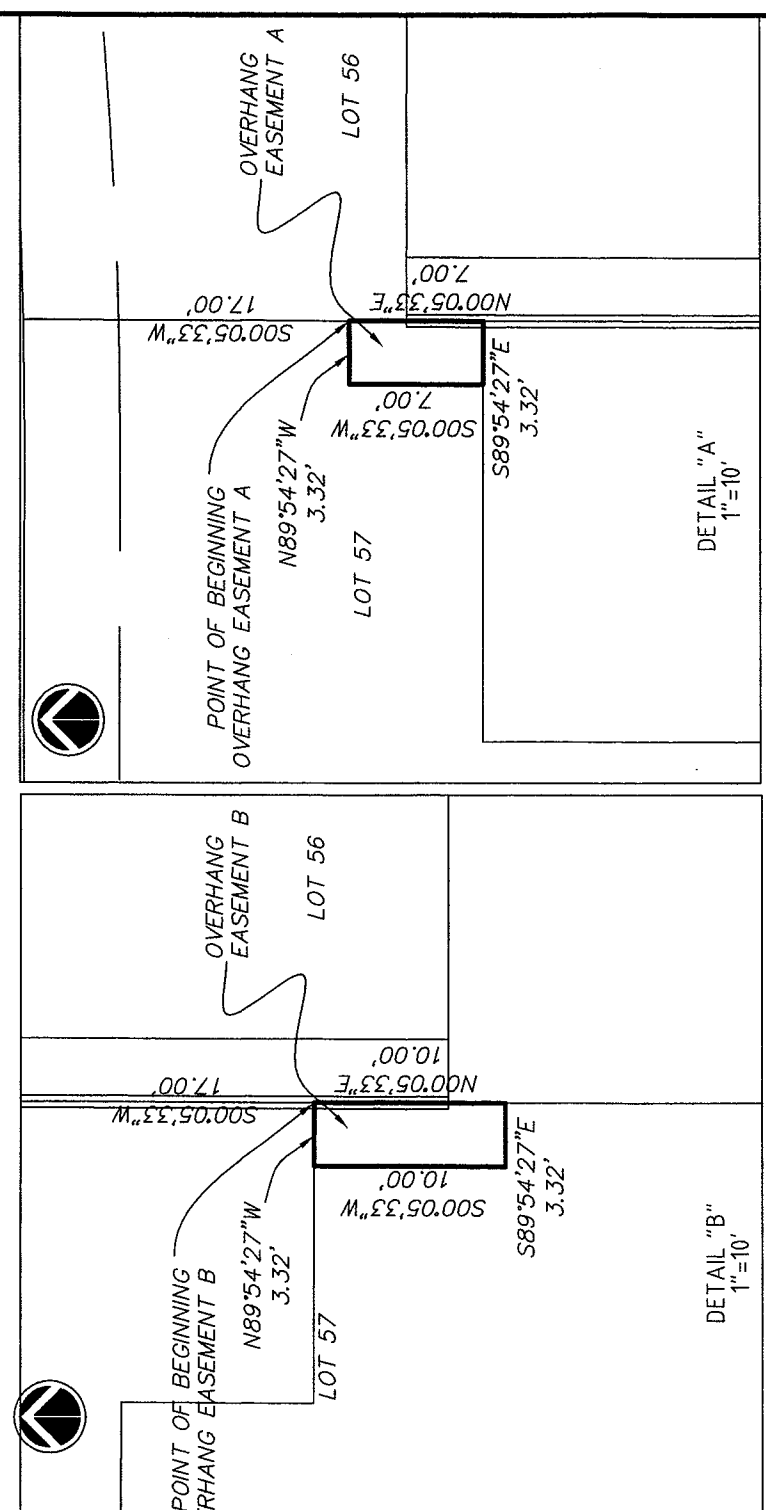 OVERHANG
EASEMENT A
LOT 56
S00°05'33"W
17.00'
N00°05'33"E
7.00'
POINT OF BEGINNING
OVERHANG EASEMENT A
N89°54'27"W
3.32'
S00°05'33"W
7.00'
S89°54'27"E
3.32'
LOT 57
DETAIL "A"
1"=10'
OVERHANG
EASEMENT B
LOT 56
S00°05'33"W
17.00'
N00°05'33"E
10.00'
POINT OF BEGINNING
RHANG EASEMENT B
N89°54'27"W
3.32'
S00°05'33"W
10.00'
S89°54'27"E
3.32'
LOT 57
DETAIL "B"
1"=10'